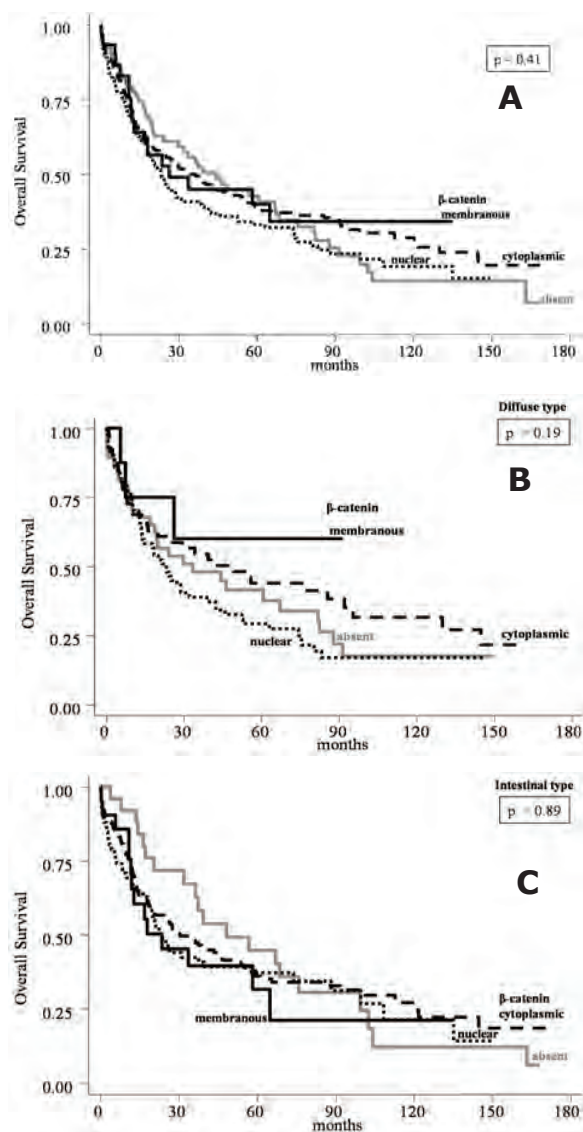 p = 0.41
A
1.00
0.75
0.50
0.25
0.00
Overall Survival
β-catenin
membranous
cytoplasmic
nuclear
absent
0 30 60 90 120 150 180
months
Diffuse type
p = 0.19
B
1.00
0.75
0.50
0.25
0.00
Overall Survival
β-catenin
membranous
absent
nuclear
cytoplasmic
0 30 60 90 120 150 180
months
Intestinal type
p = 0.89
C
1.00
0.75
0.50
0.25
0.00
Overall Survival
β-catenin
cytoplasmic
membranous
nuclear
absent
0 30 60 90 120 150 180
months